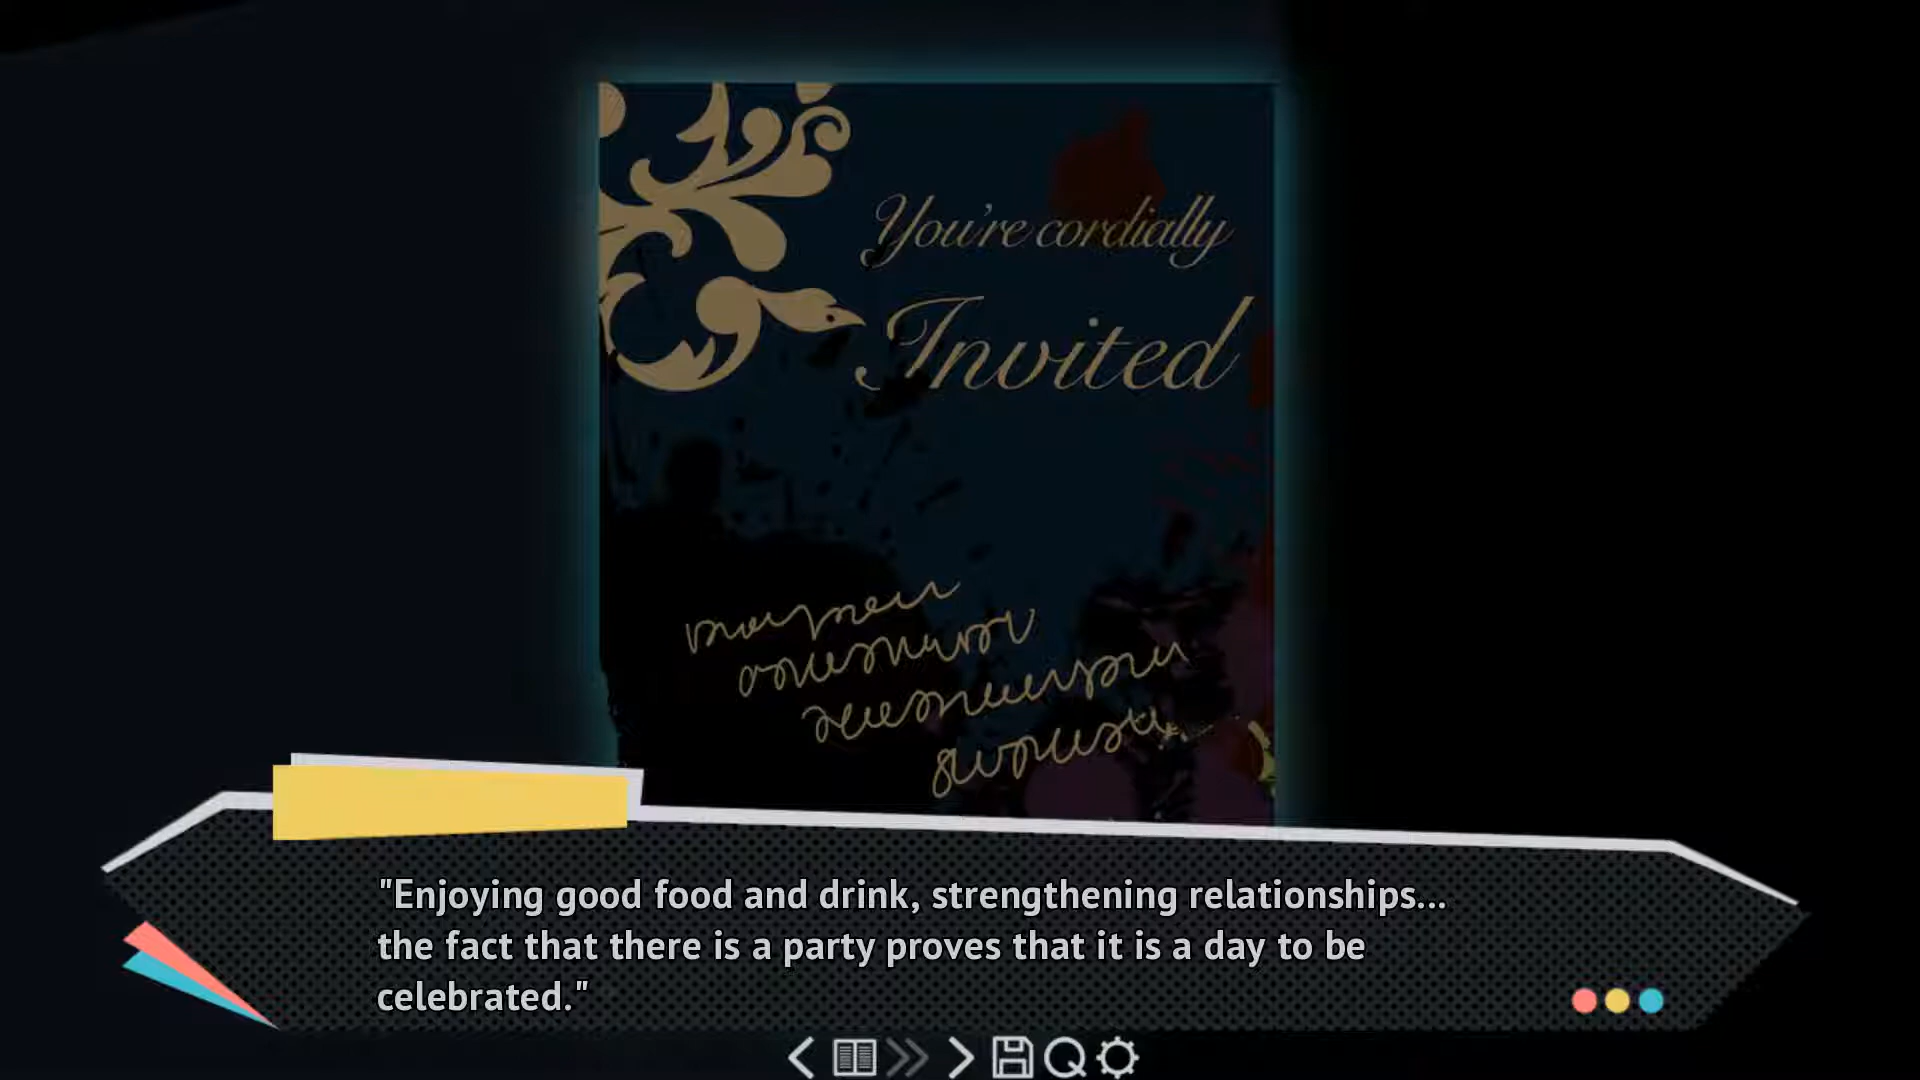 You're cordially
Invited
"Enjoying good food and drink, strengthening relationships...
the fact that there is a party proves that it is a day to be
celebrated."